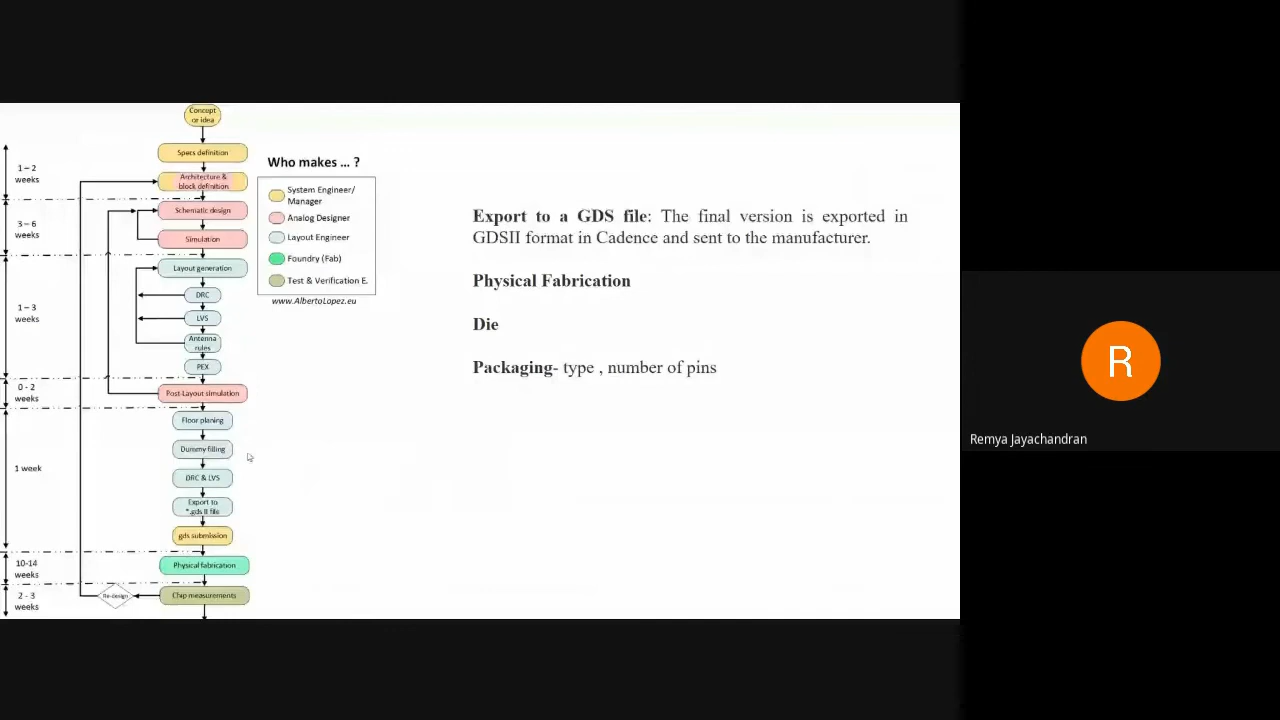 Concept
or idea
Specs definition
1 – 2
weeks
Architecture &
block definition
3 – 6
weeks
Schematic design
Simulation
1 – 3
weeks
Layout generation
DRC
LVS
Antenna
rules
PEX
0 - 2
weeks
Post-Layout simulation
1 week
Floor planing
Dummy filling
DRC & LVS
Export to
*.gds II file
gds submission
10-14
weeks
Physical fabrication
2 - 3
weeks
Re-design
Chip measurements
Who makes ... ?
System Engineer/
Manager
Analog Designer
Layout Engineer
Foundry (Fab)
Test & Verification E.
www.AlbertoLopez.eu
Export to a GDS file: The final version is exported in
GDSII format in Cadence and sent to the manufacturer.
Physical Fabrication
Die
Packaging- type , number of pins
R
Remya Jayachandran